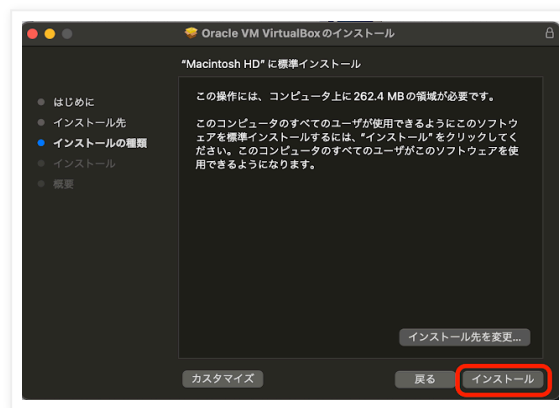 Oracle VM VirtualBoxのインストール
"Macintosh HD"に標準インストール
はじめに
インストール先
インストールの種類
インストール
概要
この操作には、コンピュータ上に262.4 MBの領域が必要です。
このコンピュータのすべてのユーザが使用できるようにこのソフトウ
ェアを標準インストールするには、"インストール"をクリックしてく
ださい。このコンピュータのすべてのユーザがこのソフトウェアを使
用できるようになります。
インストール先を変更...
カスタマイズ
戻る
インストール